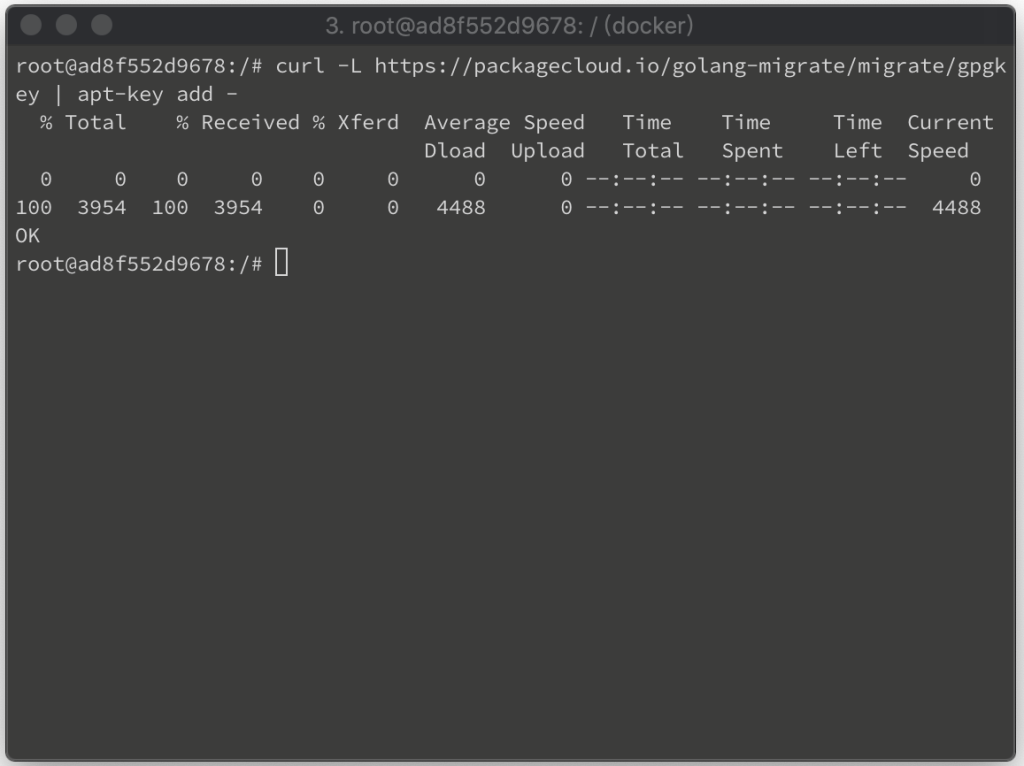 3. root@ad8f552d9678: / (docker)
root@ad8f552d9678:/# curl -L https://packagecloud.io/golang-migrate/migrate/gpgk
ey | apt-key add -
  % Total    % Received % Xferd  Average Speed   Time    Time     Time  Current
                                 Dload  Upload   Total   Spent    Left  Speed
  0     0    0     0    0     0      0      0 --:--:-- --:--:-- --:--:--     0
100  3954  100  3954    0     0   4488      0 --:--:-- --:--:-- --:--:--  4488
OK
root@ad8f552d9678:/#